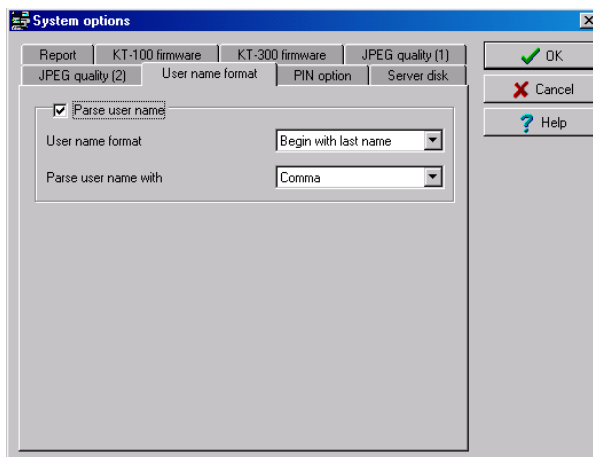 System options
Report KT-100 firmware KT-300 firmware JPEG quality (1)
JPEG quality (2) User name format PIN option Server disk
OK
Cancel
Help
Parse user name
User name format Begin with last name
Parse user name with Comma